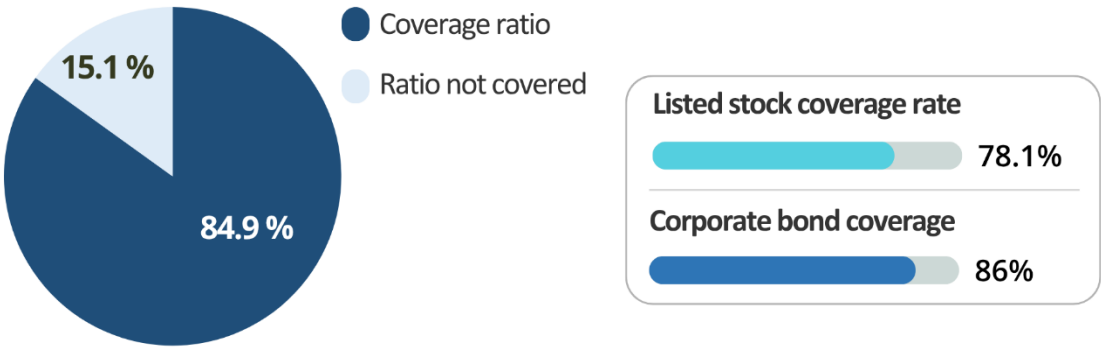 Coverage ratio
Ratio not covered
15.1 %
84.9 %
Listed stock coverage rate
78.1%
Corporate bond coverage
86%